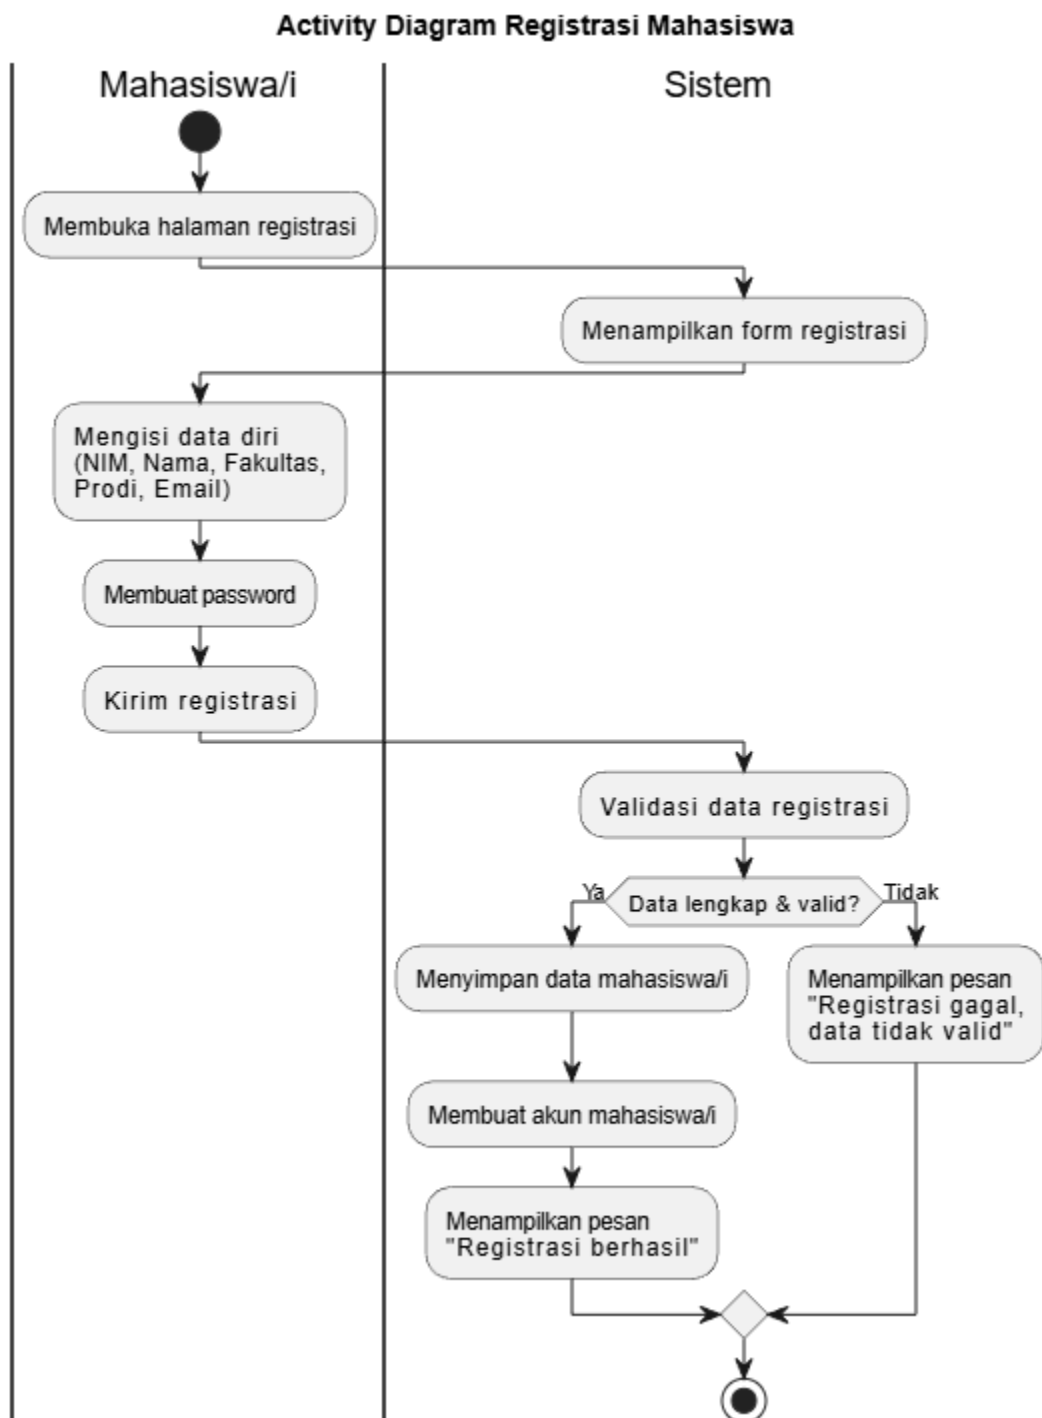 Activity Diagram Registrasi Mahasiswa
Mahasiswa/i
Sistem
Membuka halaman registrasi
Menampilkan form registrasi
Mengisi data diri
(NIM, Nama, Fakultas,
Prodi, Email)
Membuat password
Kirim registrasi
Validasi data registrasi
Ya
Data lengkap & valid?
Tidak
Menyimpan data mahasiswa/i
Menampilkan pesan
"Registrasi gagal,
data tidak valid"
Membuat akun mahasiswa/i
Menampilkan pesan
"Registrasi berhasil"